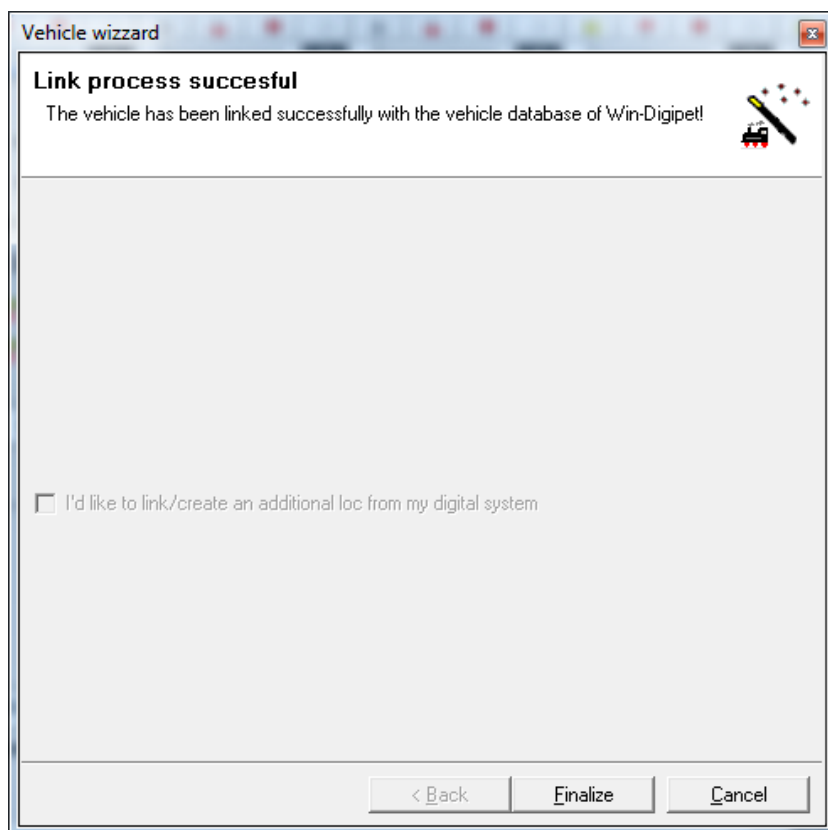 Vehicle wizzard
Link process succesful
The vehicle has been linked successfully with the vehicle database of Win-Digipet!
I'd like to link/create an additional loc from my digital system
< Back
Finalize
Cancel